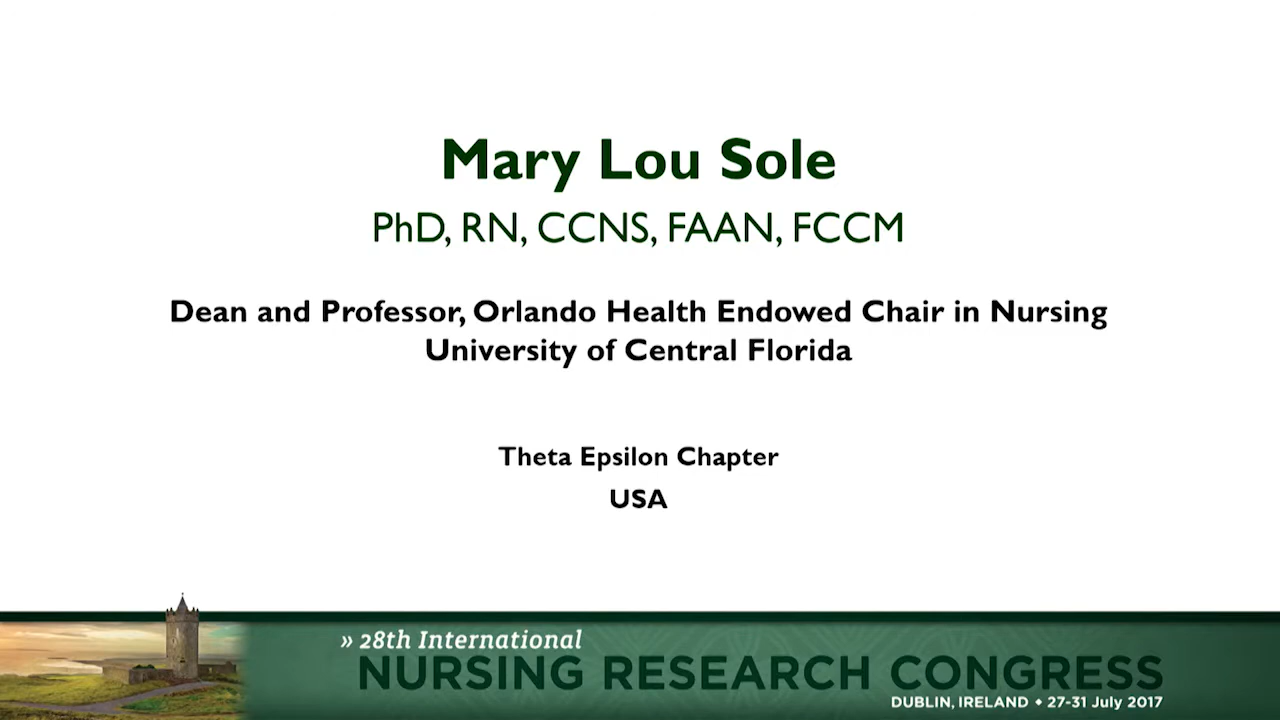 Mary Lou Sole
PhD, RN, CCNS, FAAN, FCCM
Dean and Professor, Orlando Health Endowed Chair in Nursing
University of Central Florida
Theta Epsilon Chapter
USA
» 28th International
NURSING RESEARCH CONGRESS
DUBLIN, IRELAND • 27-31 July 2017